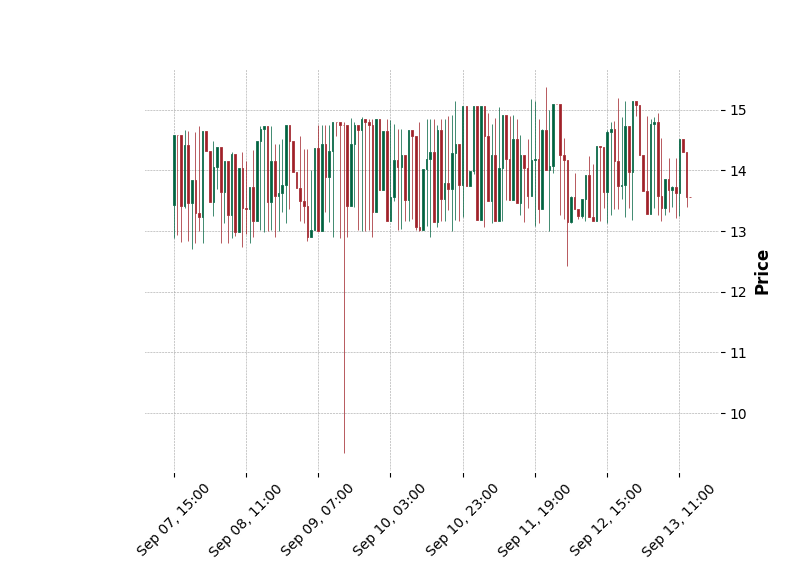 15
14
13
12
11
10
Price
Sep 07, 15:00
Sep 08, 11:00
Sep 09, 07:00
Sep 10, 03:00
Sep 10, 23:00
Sep 11, 19:00
Sep 12, 15:00
Sep 13, 11:00